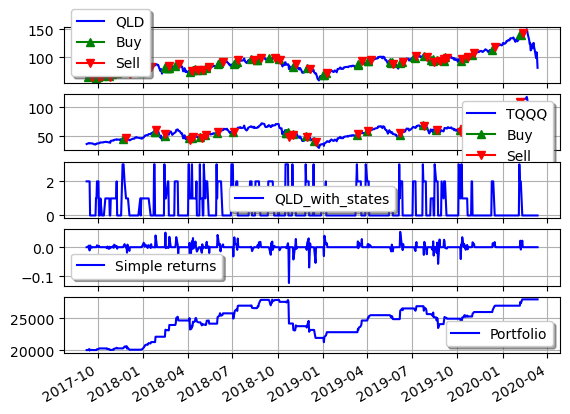 150
100
QLD
Buy
Sell
100
50
TQQQ
Buy
Sell
2
0
QLD_with_states
0.0
−0.1
Simple returns
25000
20000
Portfolio
2017-10
2018-01
2018-04
2018-07
2018-10
2019-01
2019-04
2019-07
2019-10
2020-01
2020-04